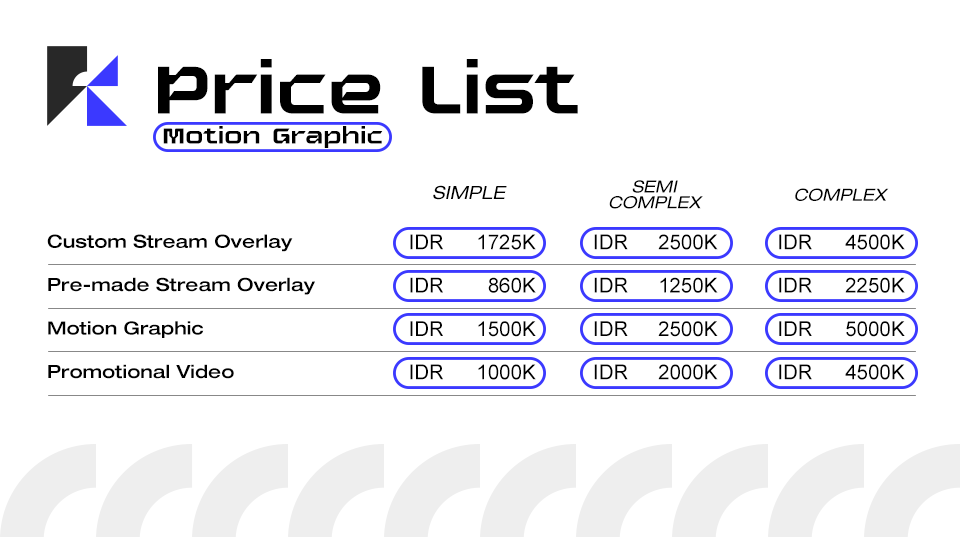 Price List
Motion Graphic
SIMPLE
SEMI
COMPLEX
COMPLEX
Custom Stream Overlay IDR 1725K IDR 2500K IDR 4500K
Pre-made Stream Overlay IDR 860K IDR 1250K IDR 2250K
Motion Graphic IDR 1500K IDR 2500K IDR 5000K
Promotional Video IDR 1000K IDR 2000K IDR 4500K